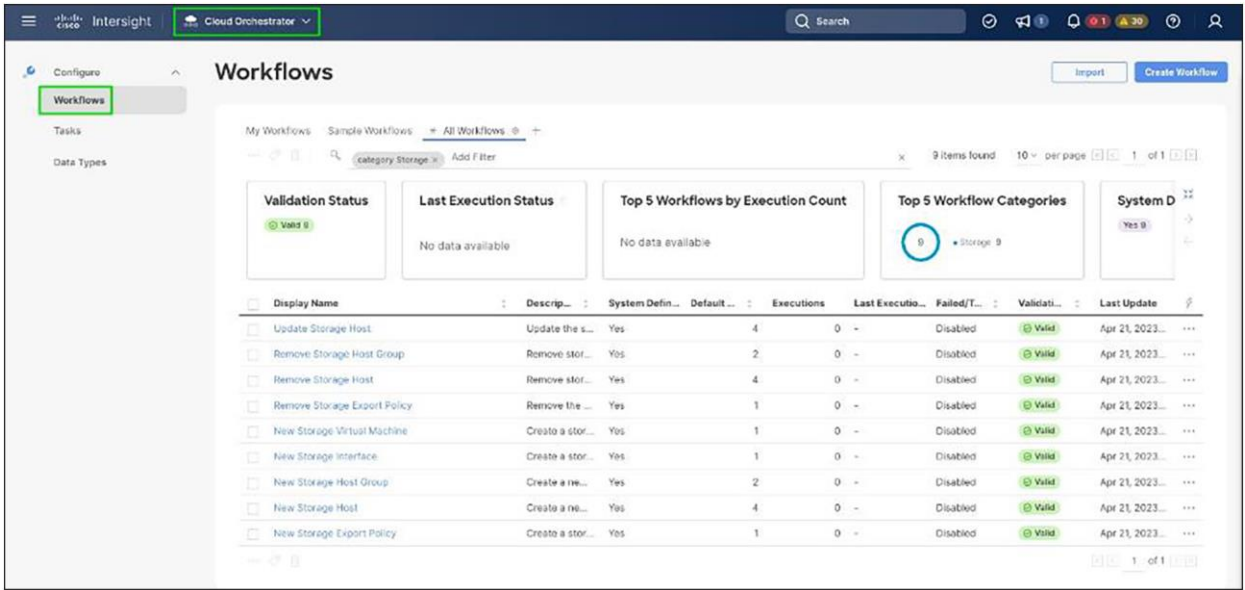 cisco Intersight Cloud Orchestrator Search 1 1 30
Configure
Workflows
Tasks
Data Types
Workflows
Import Create Workflow
My Workflows Sample Workflows All Workflows +
category Storage × Add Filter × 9 items found 10 per page 1 of 1
Validation Status
Valid 9
Last Execution Status
No data available
Top 5 Workflows by Execution Count
No data available
Top 5 Workflow Categories
9 Storage 9
System D
Yes 9
Display Name Descrip... System Defin... Default ... Executions Last Executio... Failed/T... Validati... Last Update
Update Storage Host Update the s... Yes 4 0 - Disabled Valid Apr 21, 2023... ...
Remove Storage Host Group Remove stor... Yes 2 0 - Disabled Valid Apr 21, 2023... ...
Remove Storage Host Remove stor... Yes 4 0 - Disabled Valid Apr 21, 2023... ...
Remove Storage Export Policy Remove the ... Yes 1 0 - Disabled Valid Apr 21, 2023... ...
New Storage Virtual Machine Create a stor... Yes 1 0 - Disabled Valid Apr 21, 2023... ...
New Storage Interface Create a stor... Yes 1 0 - Disabled Valid Apr 21, 2023... ...
New Storage Host Group Create a ne... Yes 2 0 - Disabled Valid Apr 21, 2023... ...
New Storage Host Create a ne... Yes 4 0 - Disabled Valid Apr 21, 2023... ...
New Storage Export Policy Create a stor... Yes 1 0 - Disabled Valid Apr 21, 2023... ...
1 of 1